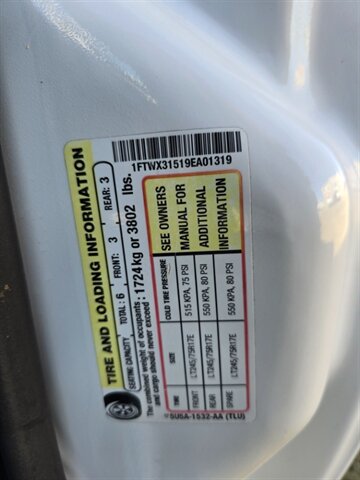 1FTWX31519EA01319
TIRE AND LOADING INFORMATION
SEATING CAPACITY TOTAL: 6 FRONT: 3 REAR: 3
The combined weight of occupants
and cargo should never exceed: 1724 kg or 3802 lbs.
TIRE SIZE COLD TIRE PRESSURE SEE OWNERS
FRONT LT245/75R17E 515 KPA, 75 PSI MANUAL FOR
REAR LT245/75R17E 550 KPA, 80 PSI ADDITIONAL
SPARE LT245/75R17E 550 KPA, 80 PSI INFORMATION
5U5A-1532-AA (TLU)